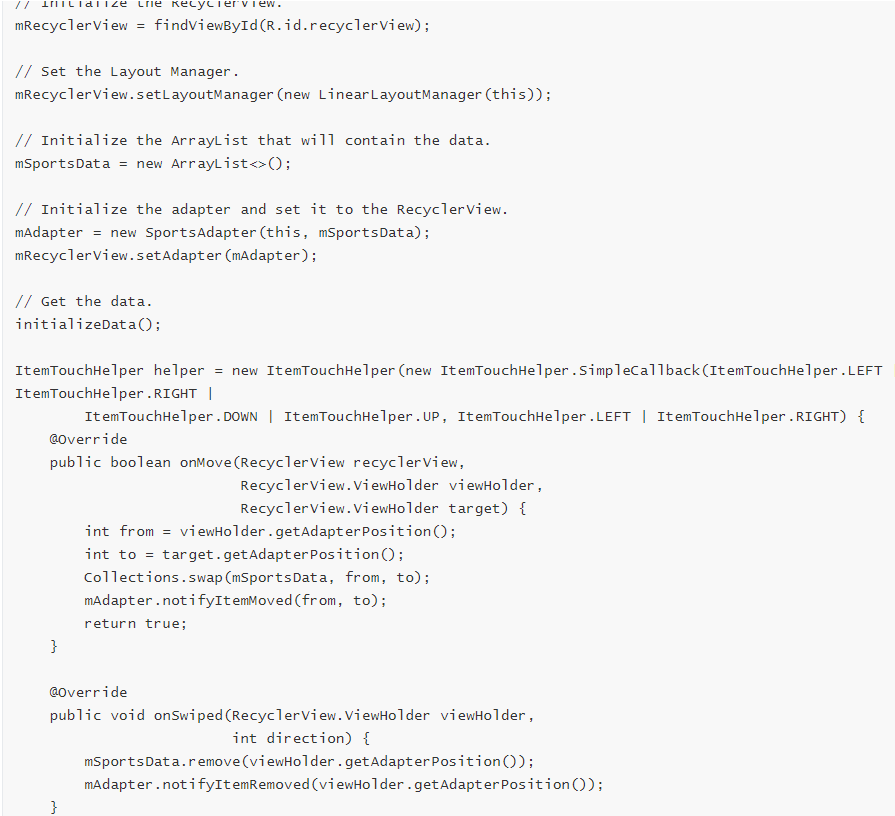 // Initialize the RecyclerView.
mRecyclerView = findViewById(R.id.recyclerView);

// Set the Layout Manager.
mRecyclerView.setLayoutManager(new LinearLayoutManager(this));

// Initialize the ArrayList that will contain the data.
mSportsData = new ArrayList<>();

// Initialize the adapter and set it to the RecyclerView.
mAdapter = new SportsAdapter(this, mSportsData);
mRecyclerView.setAdapter(mAdapter);

// Get the data.
initializeData();

ItemTouchHelper helper = new ItemTouchHelper(new ItemTouchHelper.SimpleCallback(ItemTouchHelper.LEFT
ItemTouchHelper.RIGHT |
        ItemTouchHelper.DOWN | ItemTouchHelper.UP, ItemTouchHelper.LEFT | ItemTouchHelper.RIGHT) {
    @Override
    public boolean onMove(RecyclerView recyclerView,
                          RecyclerView.ViewHolder viewHolder,
                          RecyclerView.ViewHolder target) {
        int from = viewHolder.getAdapterPosition();
        int to = target.getAdapterPosition();
        Collections.swap(mSportsData, from, to);
        mAdapter.notifyItemMoved(from, to);
        return true;
    }

    @Override
    public void onSwiped(RecyclerView.ViewHolder viewHolder,
                         int direction) {
        mSportsData.remove(viewHolder.getAdapterPosition());
        mAdapter.notifyItemRemoved(viewHolder.getAdapterPosition());
    }